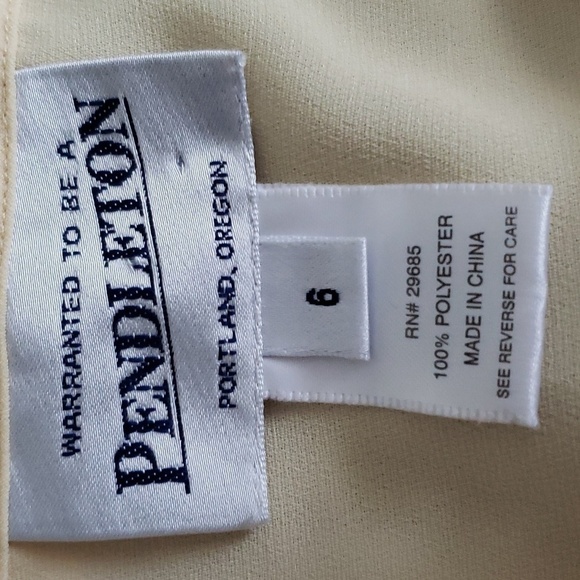 WARRANTED TO BE A
PENDLETON
PORTLAND, OREGON
6
RN# 29685
100% POLYESTER
MADE IN CHINA
SEE REVERSE FOR CARE